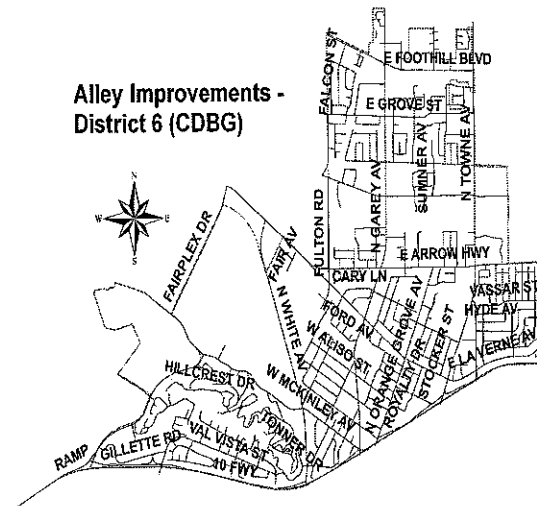 Alley Improvements -
District 6 (CDBG)
N
W
E
S
FALCON ST
E FOOTHILL BLVD
E GROVE ST
N GAREY AV
SUMNER AV
N TOWNE AV
FULTON RD
E ARROW HWY
FAIRPLEX DR
FAIR AV
CARY LN
N WHITE AV
FORD AV
W ALISO ST
N ORANGE GROVE AV
ROYALTY DR
STOCKER ST
VASSAR ST
HYDE AV
E LA VERNE AV
W MCKINLEY AV
HILLCREST DR
TONNER DR
VAL VISTA ST
GILLETTE RD
10 FWY
RAMP